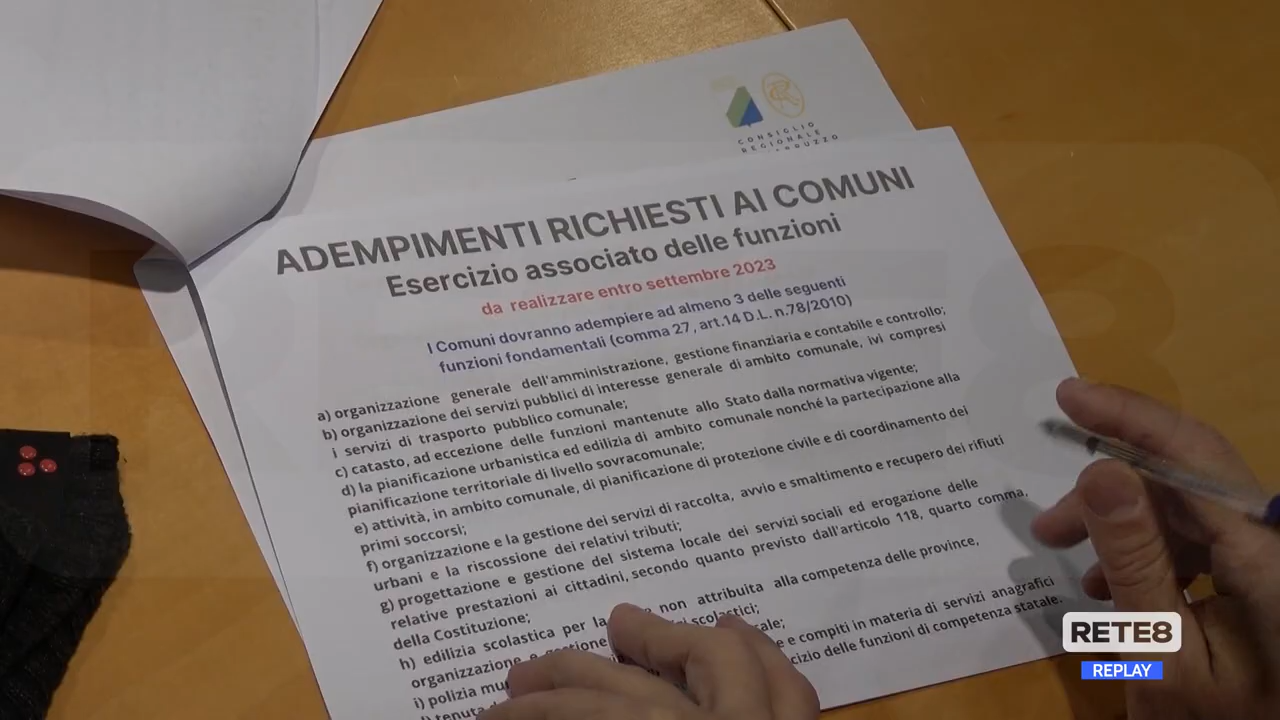 CONSIGLIO
REGIONALE
ADEMPIMENTI RICHIESTI AI COMUNI
Esercizio associato delle funzioni
da realizzare entro settembre 2023
I Comuni dovranno adempiere ad almeno 3 delle seguenti
funzioni fondamentali (comma 27, art.14 D.L. n.78/2010)
a) organizzazione generale dell'amministrazione, gestione finanziaria e contabile e controllo;
b) organizzazione dei servizi pubblici di interesse generale di ambito comunale, ivi compresi
i servizi di trasporto pubblico comunale;
c) catasto, ad eccezione delle funzioni mantenute allo Stato dalla normativa vigente;
d) la pianificazione urbanistica ed edilizia di ambito comunale nonché la partecipazione alla
pianificazione territoriale di livello sovracomunale;
e) attività, in ambito comunale, di pianificazione di protezione civile e di coordinamento dei
primi soccorsi;
f) organizzazione e la gestione dei servizi di raccolta, avvio e smaltimento e recupero dei rifiuti
urbani e la riscossione dei relativi tributi;
g) progettazione e gestione del sistema locale dei servizi sociali ed erogazione delle
relative prestazioni ai cittadini, secondo quanto previsto dall'articolo 118, quarto comma,
della Costituzione;
h) edilizia scolastica per la non attribuita alla competenza delle province,
organizzazione e gestione scolastici;
i) polizia
tenuta e compiti in materia di servizi anagrafici
delle funzioni di competenza statale.
RETE8
REPLAY